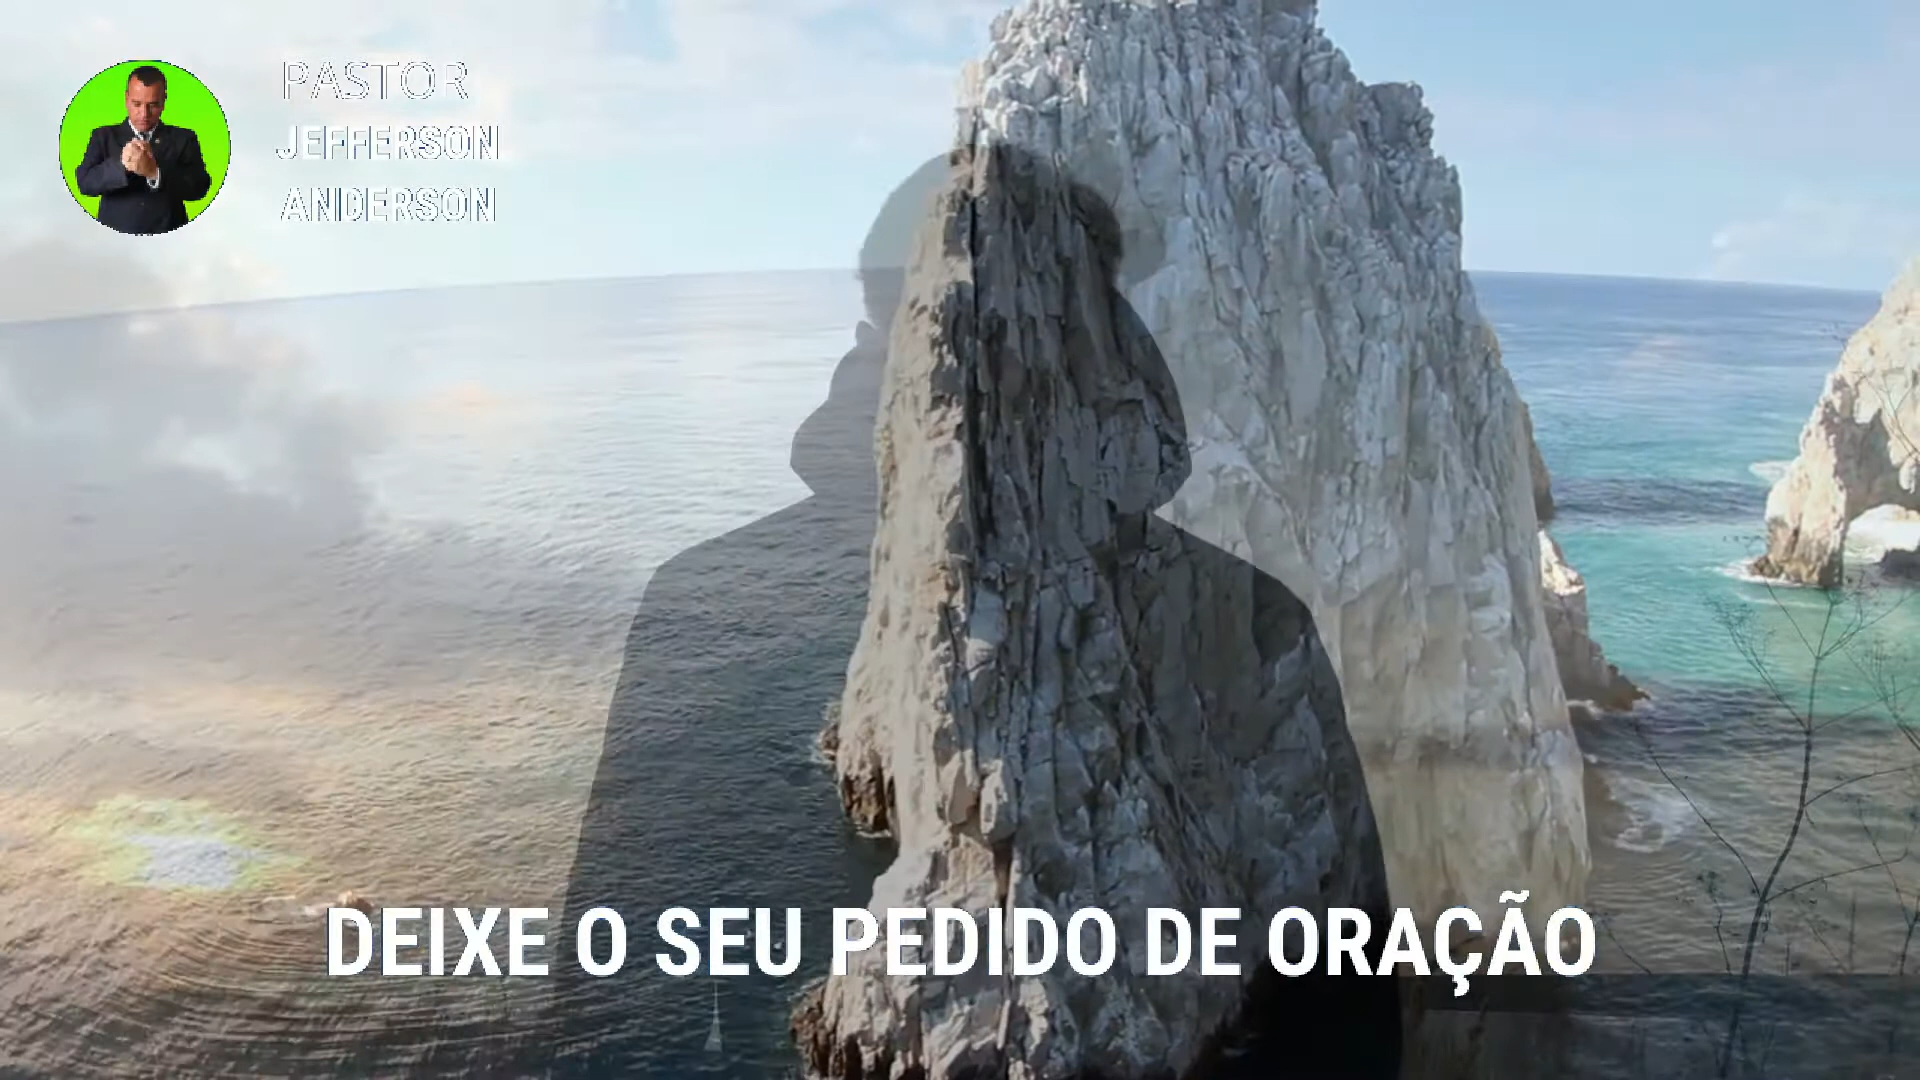 PASTOR
JEFFERSON
ANDERSON
DEIXE O SEU PEDIDO DE ORAÇÃO